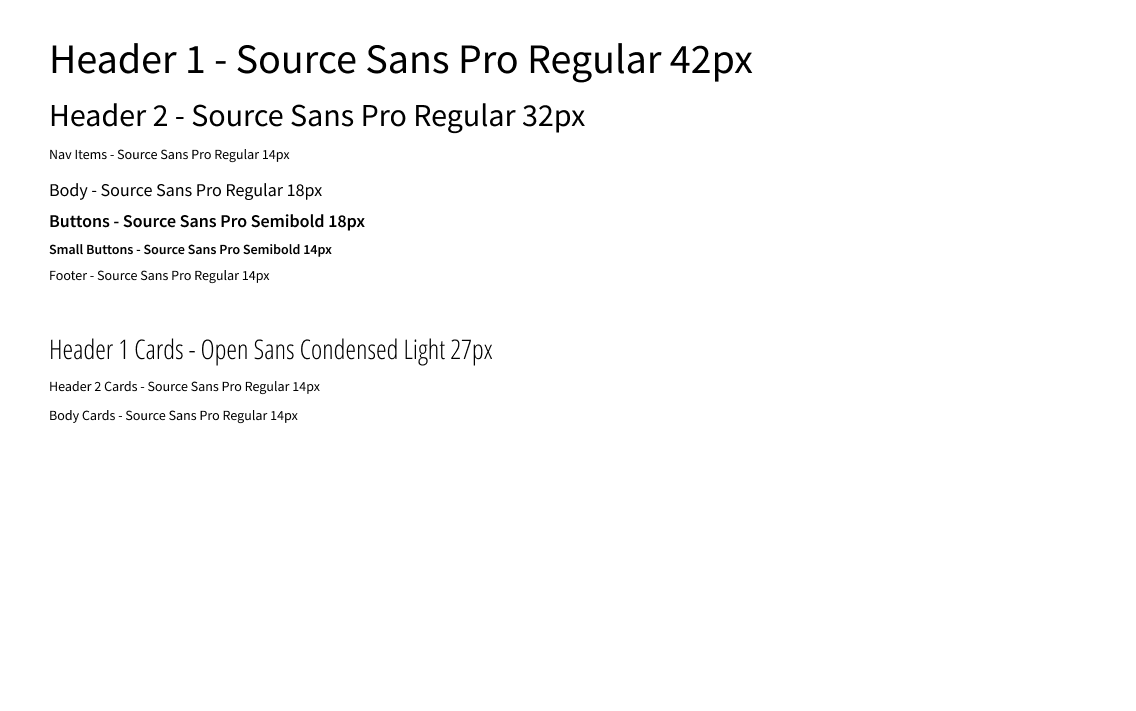 Header 1 - Source Sans Pro Regular 42px
Header 2 - Source Sans Pro Regular 32px
Nav Items - Source Sans Pro Regular 14px
Body - Source Sans Pro Regular 18px
Buttons - Source Sans Pro Semibold 18px
Small Buttons - Source Sans Pro Semibold 14px
Footer - Source Sans Pro Regular 14px
Header 1 Cards - Open Sans Condensed Light 27px
Header 2 Cards - Source Sans Pro Regular 14px
Body Cards - Source Sans Pro Regular 14px